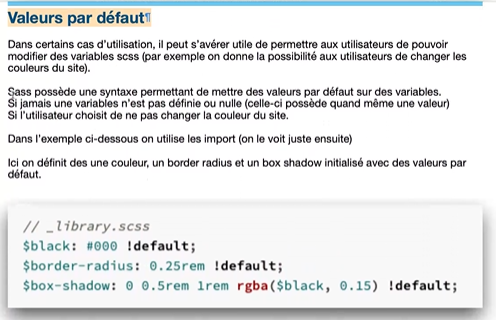 Valeurs par défaut¶
Dans certains cas d'utilisation, il peut s'avérer utile de permettre aux utilisateurs de pouvoir
modifier des variables scss (par exemple on donne la possibilité aux utilisateurs de changer les
couleurs du site).
Sass possède une syntaxe permettant de mettre des valeurs par défaut sur des variables.
Si jamais une variables n'est pas définie ou nulle (celle-ci possède quand même une valeur)
Si l'utilisateur choisit de ne pas changer la couleur du site.
Dans l'exemple ci-dessous on utilise les import (on le voit juste ensuite)
Ici on définit des une couleur, un border radius et un box shadow initialisé avec des valeurs par
défaut.
// _library.scss
$black: #000 !default;
$border-radius: 0.25rem !default;
$box-shadow: 0 0.5rem 1rem rgba($black, 0.15) !default;